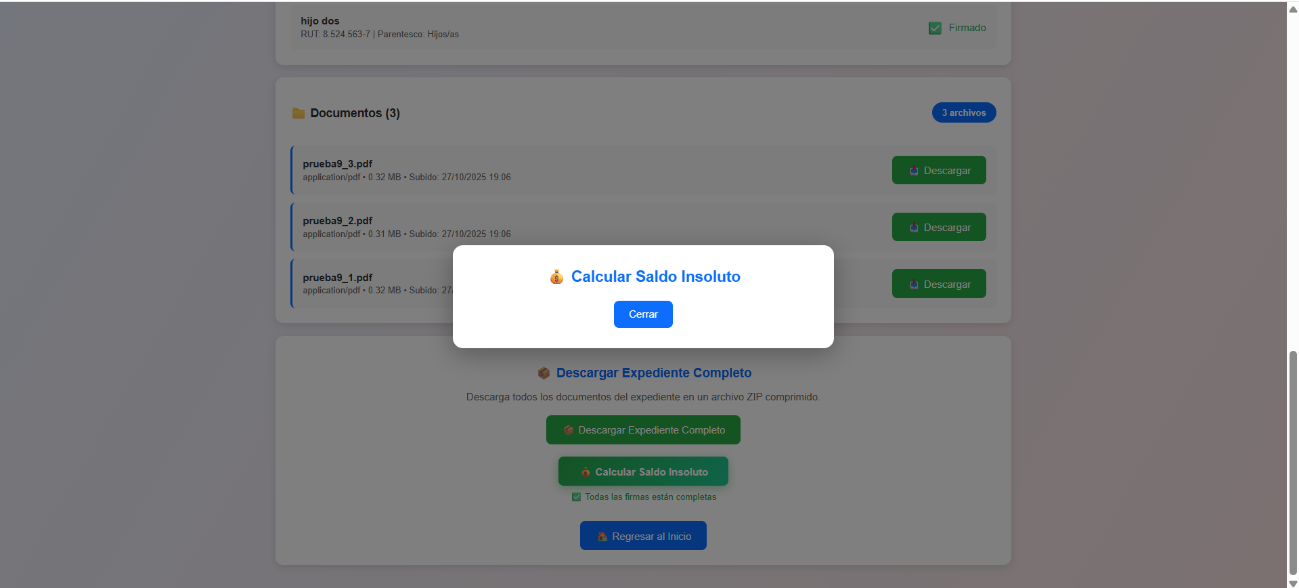 hijo dos
RUT: 8.524.563-7 | Parentesco: Hijos/as
Firmado
Documentos (3)
3 archivos
prueba9_3.pdf
application/pdf • 0.32 MB • Subido: 27/10/2025 19:06
Descargar
prueba9_2.pdf
application/pdf • 0.31 MB • Subido: 27/10/2025 19:06
Descargar
prueba9_1.pdf
application/pdf • 0.32 MB • Subido: 27/
Descargar
Calcular Saldo Insoluto
Cerrar
Descargar Expediente Completo
Descarga todos los documentos del expediente en un archivo ZIP comprimido.
Descargar Expediente Completo
Calcular Saldo Insoluto
Todas las firmas están completas
Regresar al Inicio